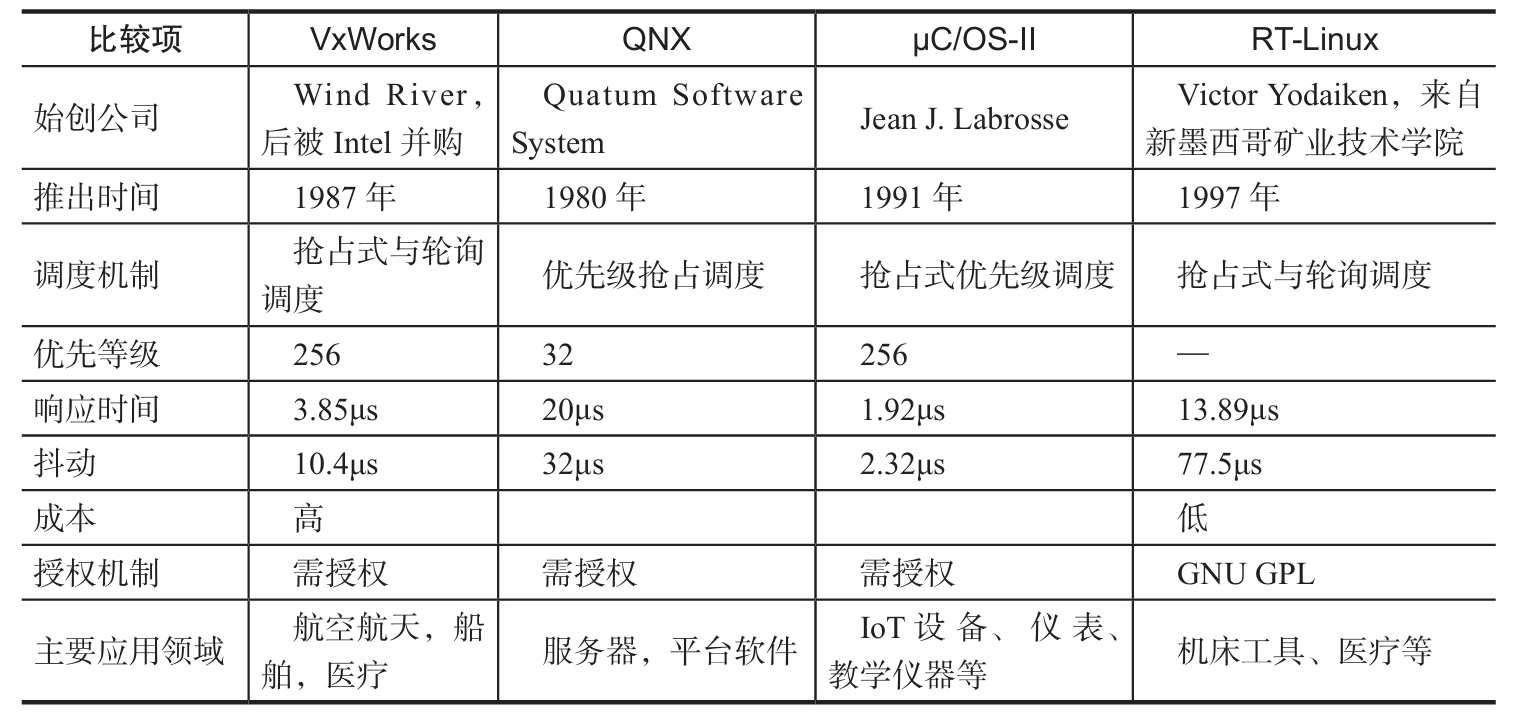 比较项 VxWorks QNX μC/OS-II RT-Linux
始创公司 Wind River，后被 Intel 并购 Quatum Software System Jean J. Labrosse Victor Yodaiken，来自新墨西哥矿业技术学院
推出时间 1987 年 1980 年 1991 年 1997 年
调度机制 抢占式与轮询调度 优先级抢占调度 抢占式优先级调度 抢占式与轮询调度
优先等级 256 32 256 —
响应时间 3.85μs 20μs 1.92μs 13.89μs
抖动 10.4μs 32μs 2.32μs 77.5μs
成本 高 低
授权机制 需授权 需授权 需授权 GNU GPL
主要应用领域 航空航天，船舶，医疗 服务器，平台软件 IoT 设备、仪表、教学仪器等 机床工具、医疗等